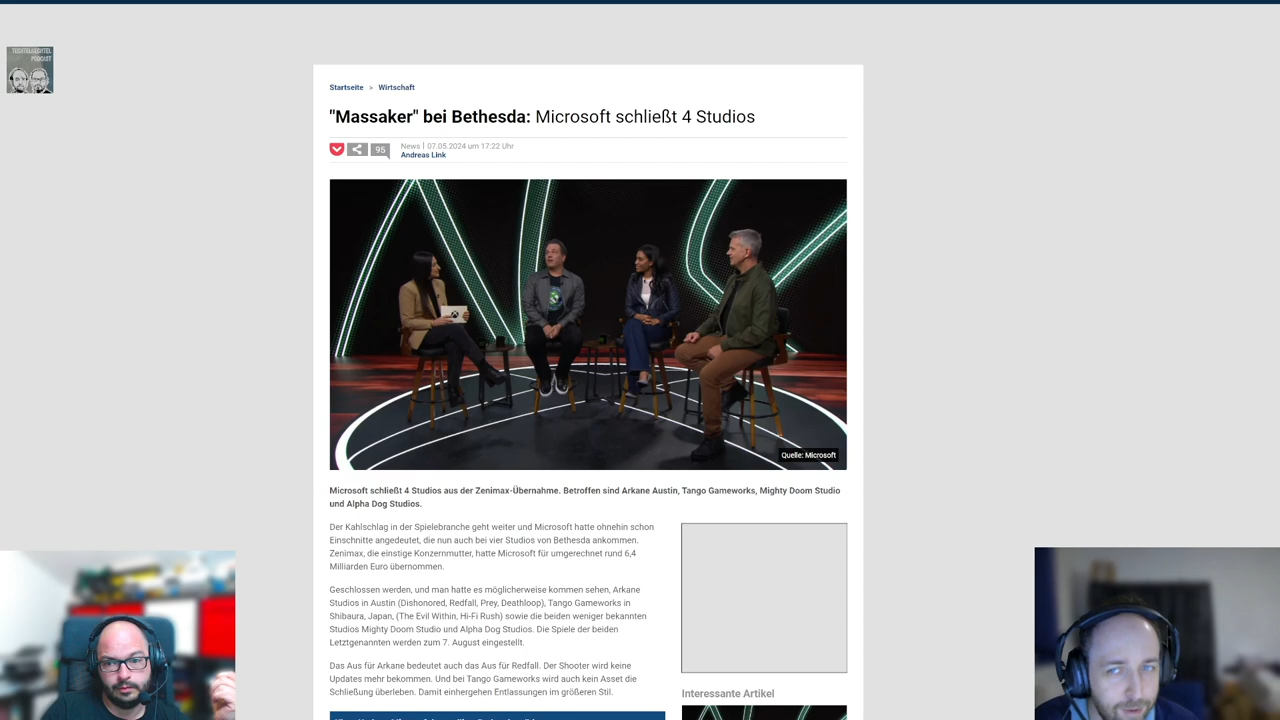 TECHTELMECHTEL
PODCAST
Startseite > Wirtschaft
"Massaker" bei Bethesda: Microsoft schließt 4 Studios
95
News | 07.05.2024 um 17:22 Uhr
Andreas Link
Quelle: Microsoft
Microsoft schließt 4 Studios aus der Zenimax-Übernahme. Betroffen sind Arkane Austin, Tango Gameworks, Mighty Doom Studio
und Alpha Dog Studios.
Der Kahlschlag in der Spielebranche geht weiter und Microsoft hatte ohnehin schon
Einschnitte angedeutet, die nun auch bei vier Studios von Bethesda ankommen.
Zenimax, die einstige Konzernmutter, hatte Microsoft für umgerechnet rund 6,4
Milliarden Euro übernommen.
Geschlossen werden, und man hatte es möglicherweise kommen sehen, Arkane
Studios in Austin (Dishonored, Redfall, Prey, Deathloop), Tango Gameworks in
Shibaura, Japan, (The Evil Within, Hi-Fi Rush) sowie die beiden weniger bekannten
Studios Mighty Doom Studio und Alpha Dog Studios. Die Spiele der beiden
Letztgenannten werden zum 7. August eingestellt.
Das Aus für Arkane bedeutet auch das Aus für Redfall. Der Shooter wird keine
Updates mehr bekommen. Und bei Tango Gameworks wird auch kein Asset die
Schließung überleben. Damit einhergehen Entlassungen im größeren Stil.
Interessante Artikel